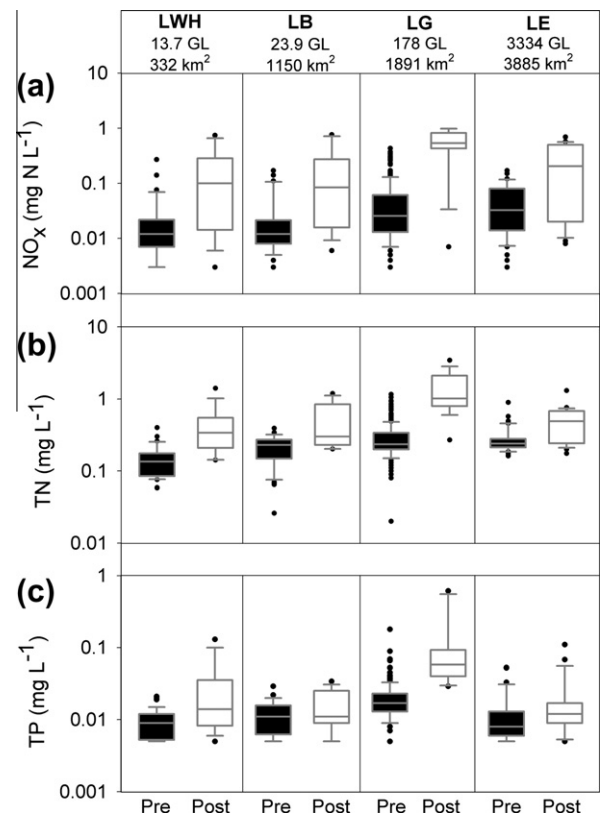 LWH LB LG LE
13.7 GL 23.9 GL 178 GL 3334 GL
332 km² 1150 km² 1891 km² 3885 km²
(a)
NOx (mg N L⁻¹)
10
1
0.1
0.01
0.001
(b)
TN (mg L⁻¹)
10
1
0.1
0.01
(c)
TP (mg L⁻¹)
1
0.1
0.01
0.001
Pre Post Pre Post Pre Post Pre Post